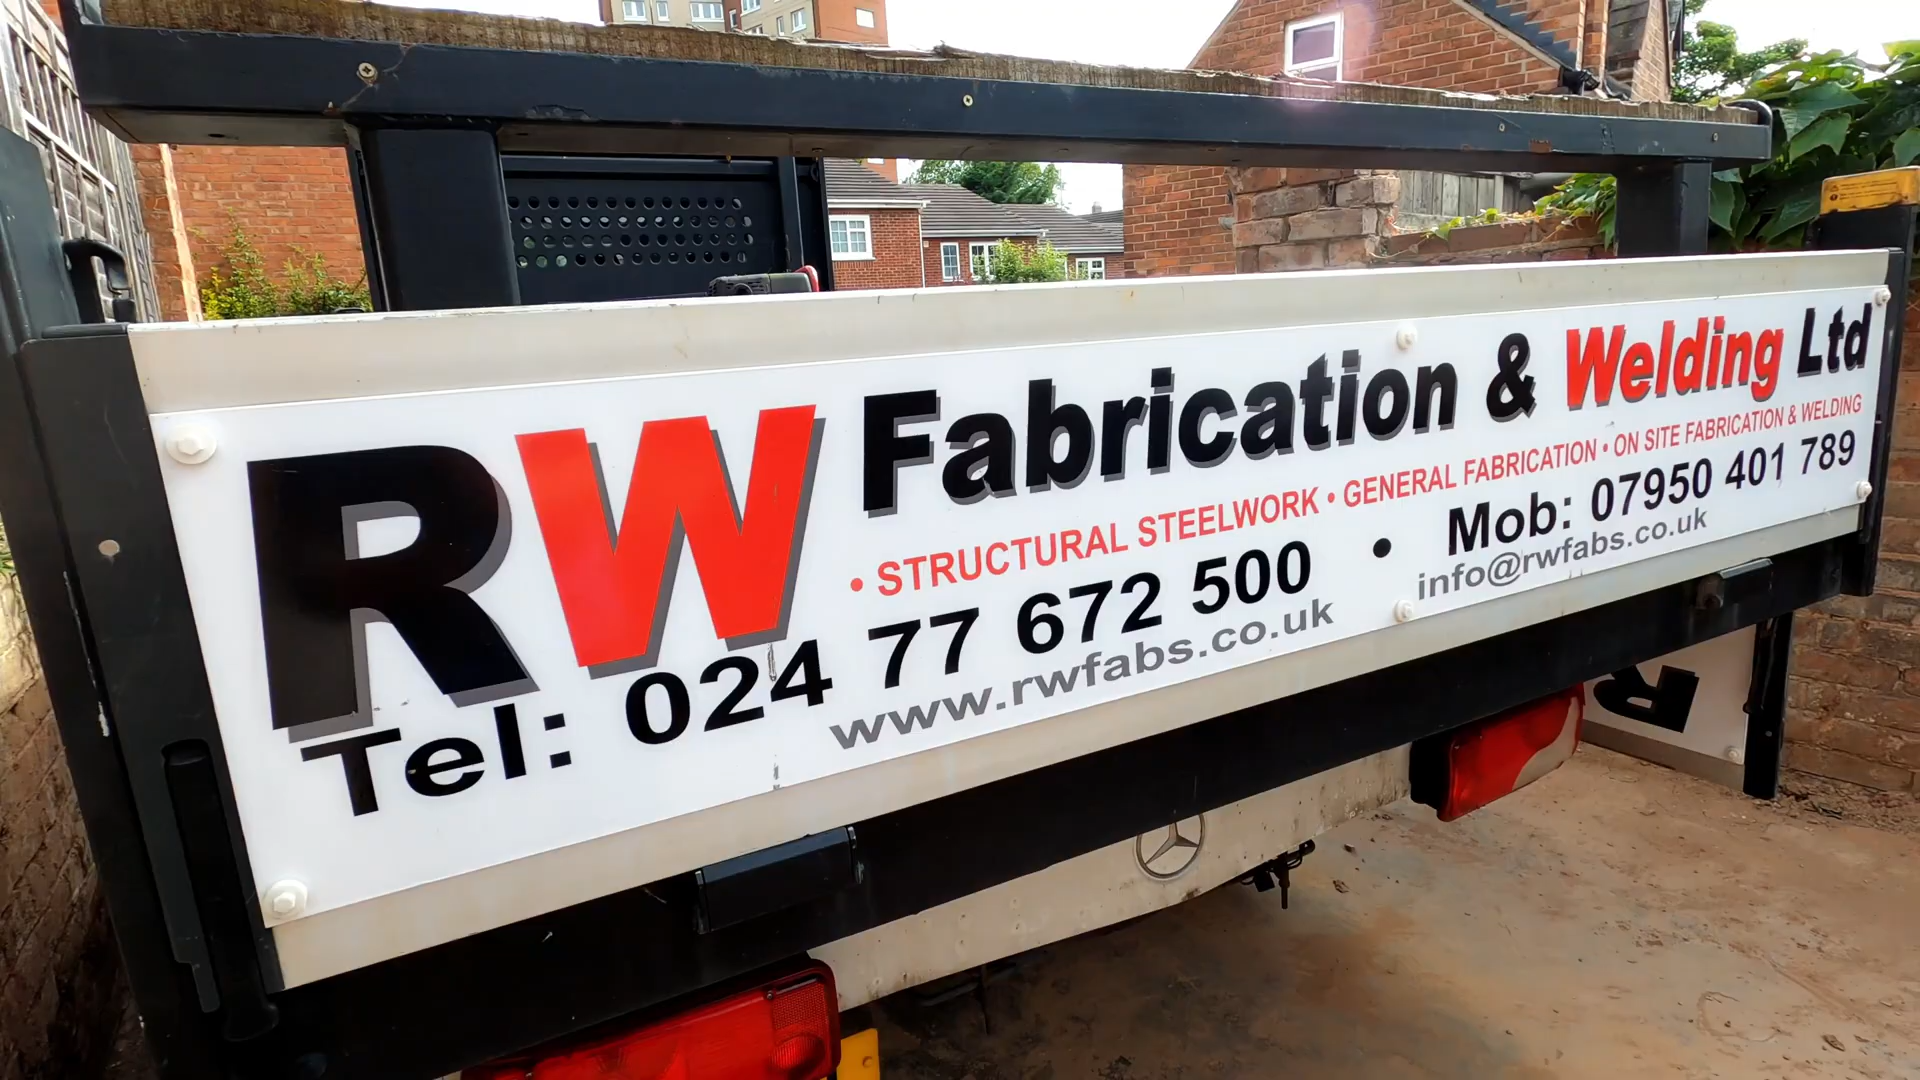 RW Fabrication & Welding Ltd
• STRUCTURAL STEELWORK • GENERAL FABRICATION • ON SITE FABRICATION & WELDING
Tel: 024 77 672 500 • Mob: 07950 401 789
www.rwfabs.co.uk info@rwfabs.co.uk
R